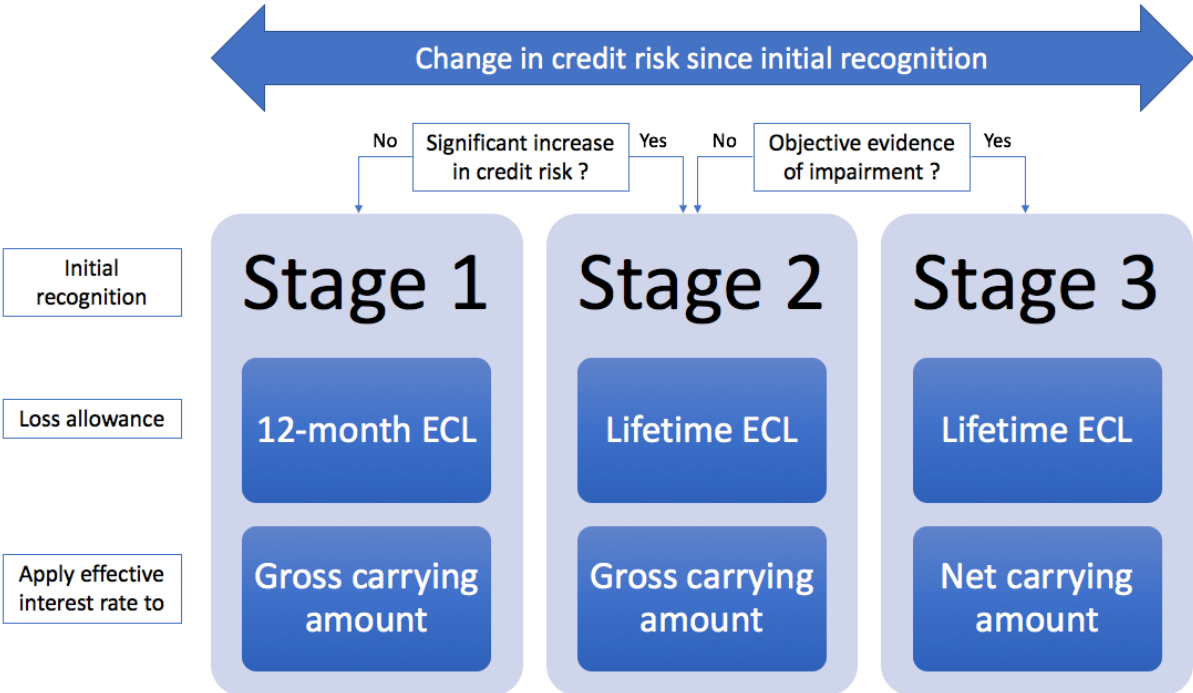 Change in credit risk since initial recognition
No
Significant increase
in credit risk ?
Yes
No
Objective evidence
of impairment ?
Yes
Initial
recognition
Stage 1
Stage 2
Stage 3
Loss allowance
12-month ECL
Lifetime ECL
Lifetime ECL
Apply effective
interest rate to
Gross carrying
amount
Gross carrying
amount
Net carrying
amount